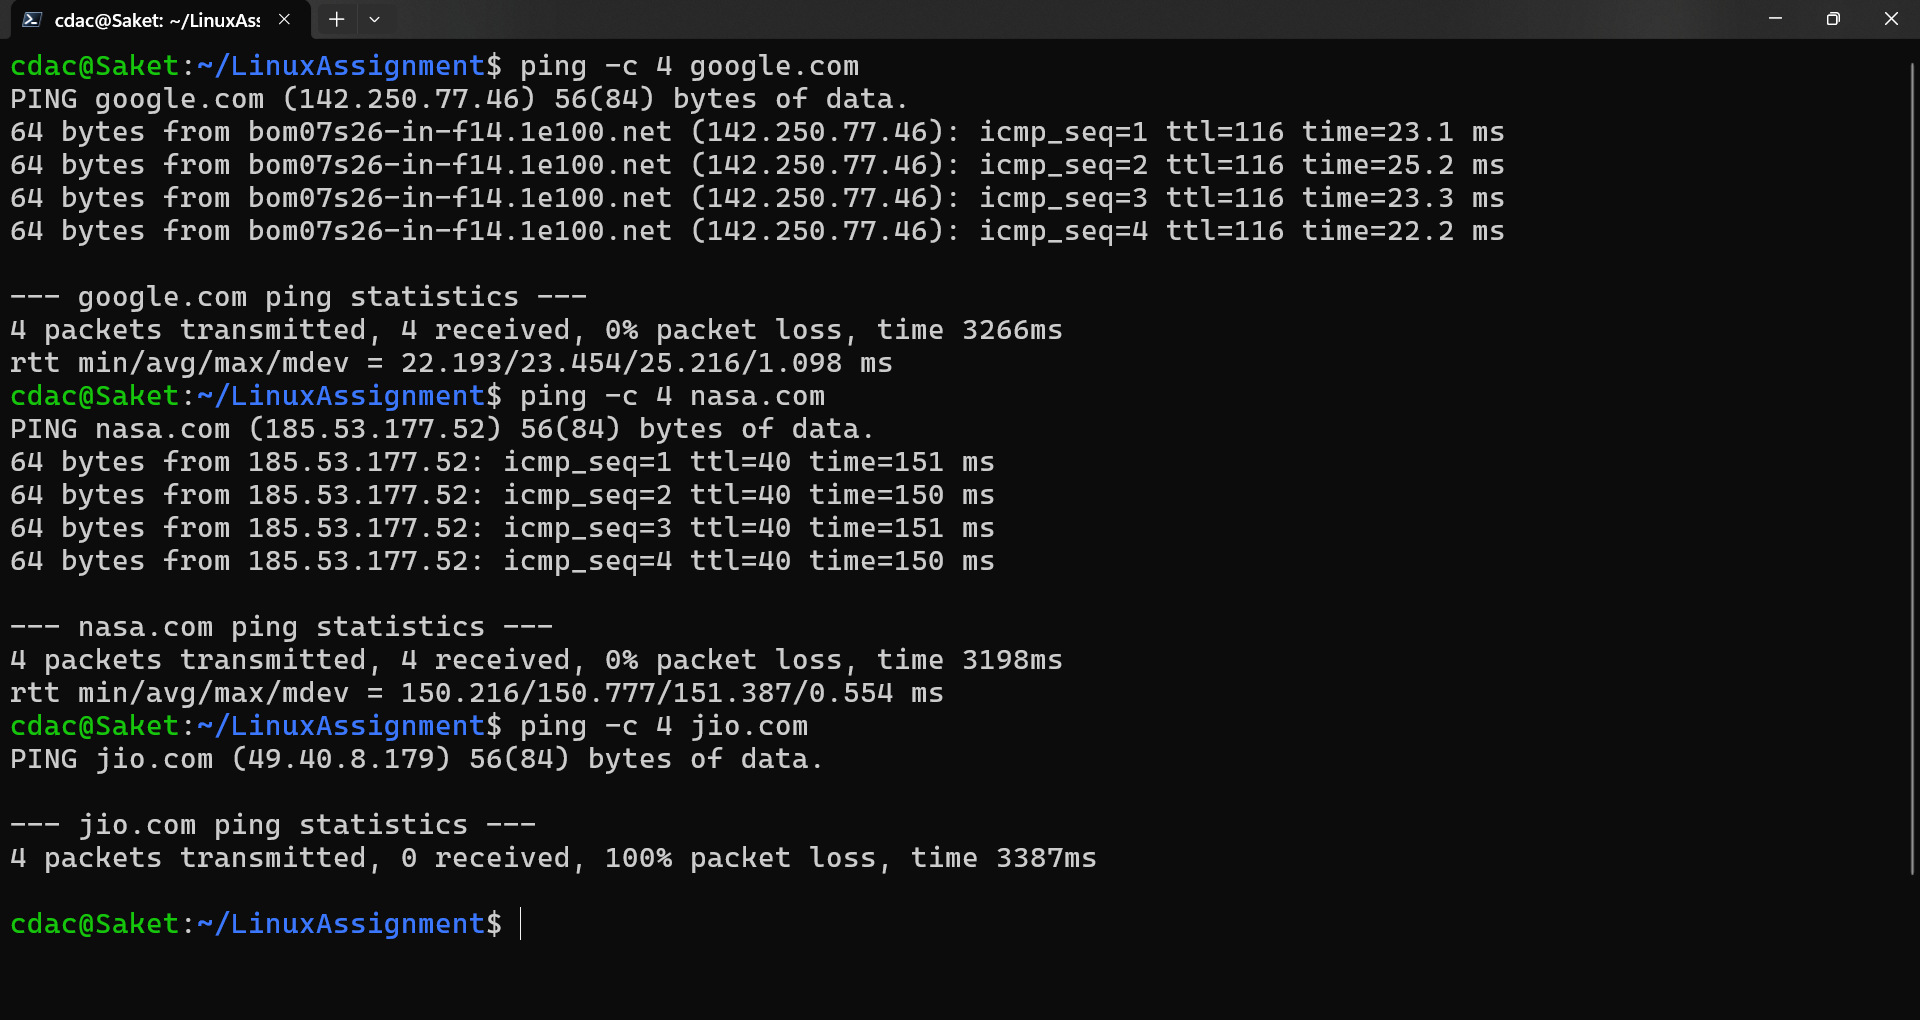 cdac@Saket: ~/LinuxAss
cdac@Saket:~/LinuxAssignment$ ping -c 4 google.com
PING google.com (142.250.77.46) 56(84) bytes of data.
64 bytes from bom07s26-in-f14.1e100.net (142.250.77.46): icmp_seq=1 ttl=116 time=23.1 ms
64 bytes from bom07s26-in-f14.1e100.net (142.250.77.46): icmp_seq=2 ttl=116 time=25.2 ms
64 bytes from bom07s26-in-f14.1e100.net (142.250.77.46): icmp_seq=3 ttl=116 time=23.3 ms
64 bytes from bom07s26-in-f14.1e100.net (142.250.77.46): icmp_seq=4 ttl=116 time=22.2 ms

--- google.com ping statistics ---
4 packets transmitted, 4 received, 0% packet loss, time 3266ms
rtt min/avg/max/mdev = 22.193/23.454/25.216/1.098 ms
cdac@Saket:~/LinuxAssignment$ ping -c 4 nasa.com
PING nasa.com (185.53.177.52) 56(84) bytes of data.
64 bytes from 185.53.177.52: icmp_seq=1 ttl=40 time=151 ms
64 bytes from 185.53.177.52: icmp_seq=2 ttl=40 time=150 ms
64 bytes from 185.53.177.52: icmp_seq=3 ttl=40 time=151 ms
64 bytes from 185.53.177.52: icmp_seq=4 ttl=40 time=150 ms

--- nasa.com ping statistics ---
4 packets transmitted, 4 received, 0% packet loss, time 3198ms
rtt min/avg/max/mdev = 150.216/150.777/151.387/0.554 ms
cdac@Saket:~/LinuxAssignment$ ping -c 4 jio.com
PING jio.com (49.40.8.179) 56(84) bytes of data.

--- jio.com ping statistics ---
4 packets transmitted, 0 received, 100% packet loss, time 3387ms

cdac@Saket:~/LinuxAssignment$